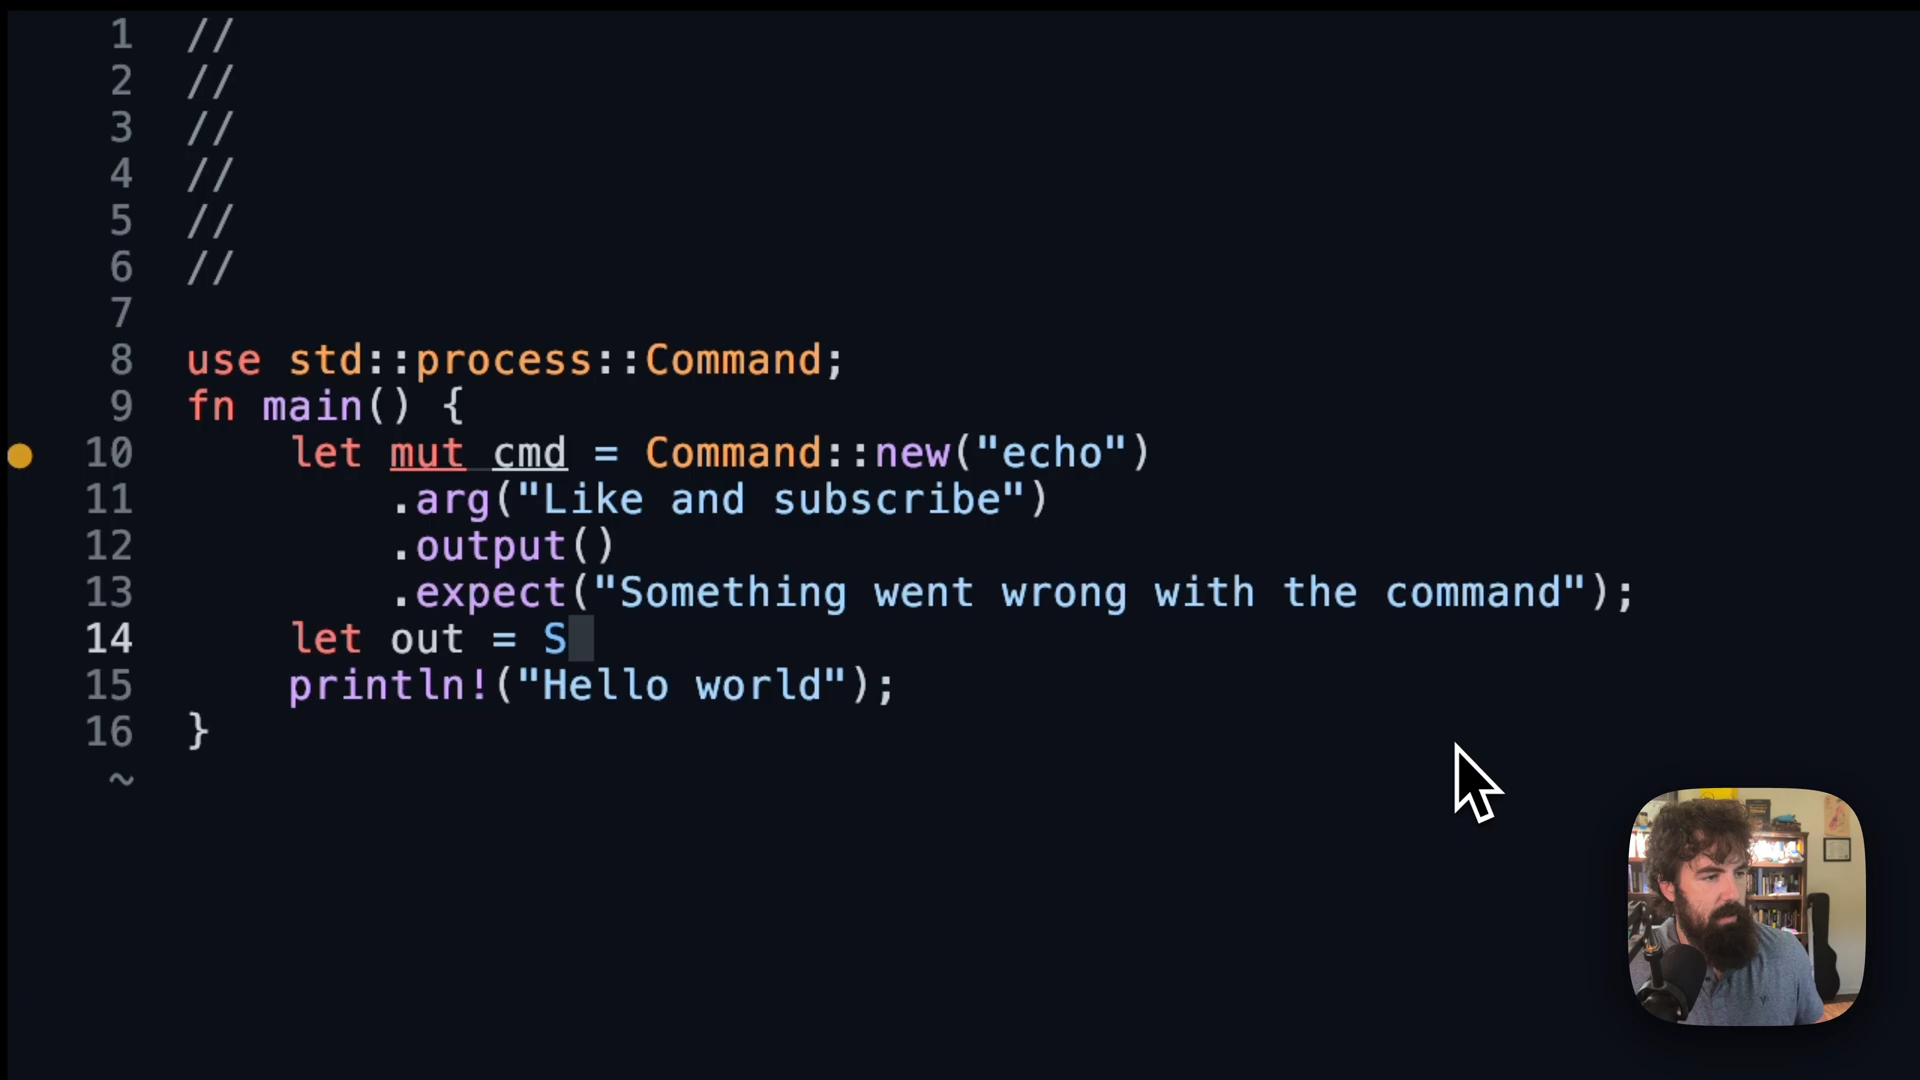 1 //
2 //
3 //
4 //
5 //
6 //
7
8 use std::process::Command;
9 fn main() {
10 let mut cmd = Command::new("echo")
11 .arg("Like and subscribe")
12 .output()
13 .expect("Something went wrong with the command");
14 let out = S
15 println!("Hello world");
16 }
~